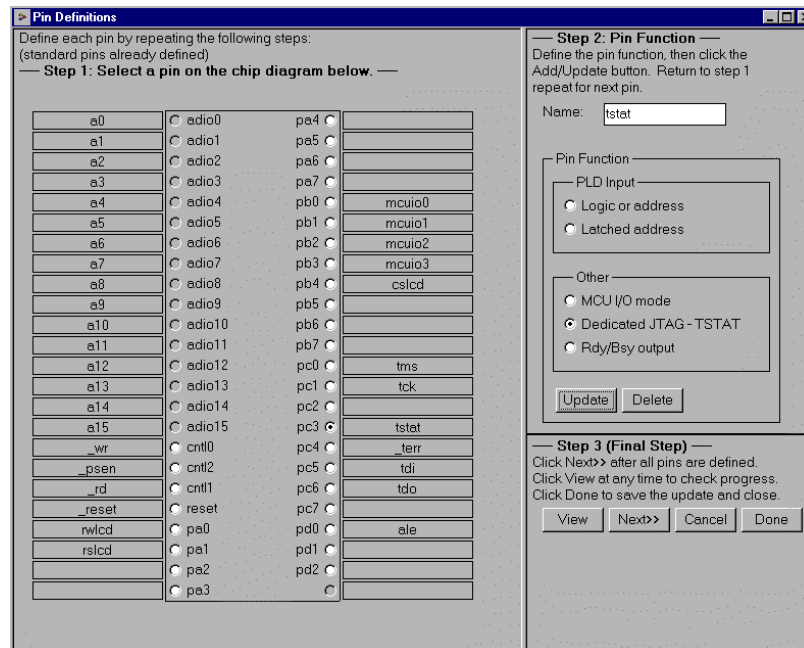 Pin Definitions
Define each pin by repeating the following steps:
(standard pins already defined)
Step 1: Select a pin on the chip diagram below.
a0 adio0 pa4
a1 adio1 pa5
a2 adio2 pa6
a3 adio3 pa7
a4 adio4 pb0 mcuio0
a5 adio5 pb1 mcuio1
a6 adio6 pb2 mcuio2
a7 adio7 pb3 mcuio3
a8 adio8 pb4 cslcd
a9 adio9 pb5
a10 adio10 pb6
a11 adio11 pb7
a12 adio12 pc0 tms
a13 adio13 pc1 tck
a14 adio14 pc2
a15 adio15 pc3 tstat
_wr cntl0 pc4 _terr
_psen cntl2 pc5 tdi
_rd cntl1 pc6 tdo
_reset reset pc7
rwlcd pa0 pd0 ale
rslcd pa1 pd1
pa2 pd2
pa3
Step 2: Pin Function
Define the pin function, then click the
Add/Update button. Return to step 1
repeat for next pin.
Name: tstat
Pin Function
PLD Input
Logic or address
Latched address
Other
MCU I/O mode
Dedicated JTAG - TSTAT
Rdy/Bsy output
Update Delete
Step 3 (Final Step)
Click Next>> after all pins are defined.
Click View at any time to check progress.
Click Done to save the update and close.
View Next>> Cancel Done